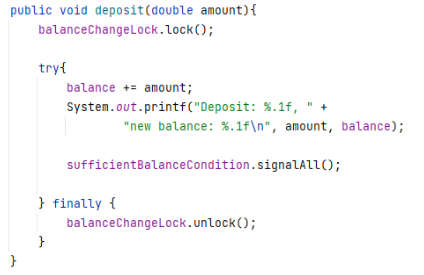 public void deposit(double amount){
    balanceChangeLock.lock();

    try{
        balance += amount;
        System.out.printf("Deposit: %.1f, " +
                "new balance: %.1f\n", amount, balance);

        sufficientBalanceCondition.signalAll();

    } finally {
        balanceChangeLock.unlock();
    }
}